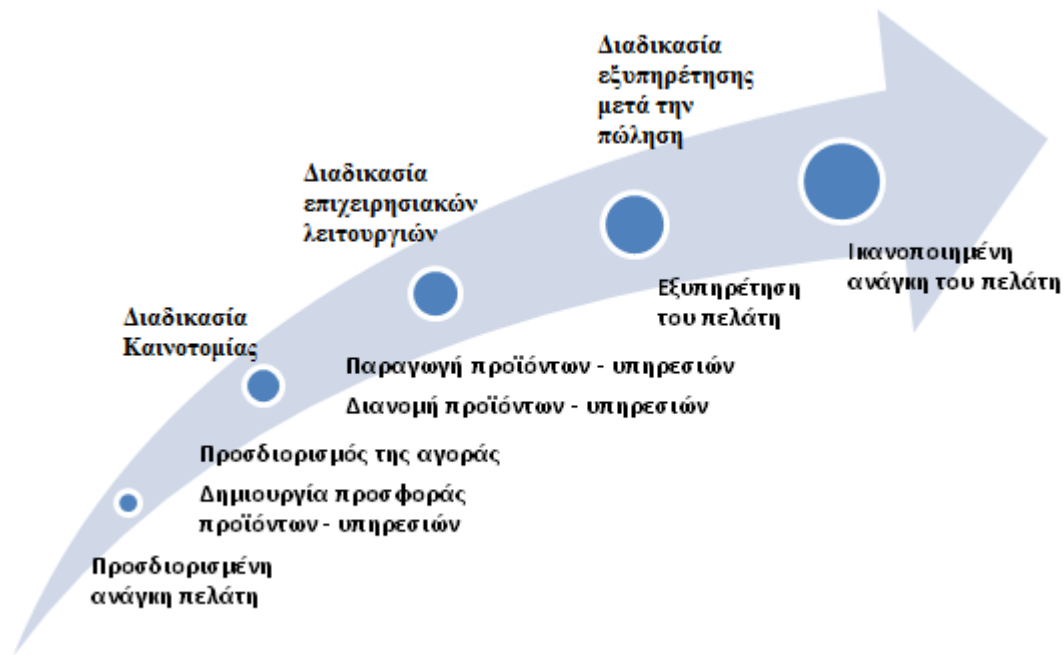 Διαδικασία
εξυπηρέτησης
μετά την
πώληση
Διαδικασία
επιχειρησιακών
λειτουργιών
Ικανοποιημένη
ανάγκη του πελάτη
Εξυπηρέτηση
του πελάτη
Διαδικασία
Καινοτομίας
Παραγωγή προϊόντων - υπηρεσιών
Διανομή προϊόντων - υπηρεσιών
Προσδιορισμός της αγοράς
Δημιουργία προσφοράς
προϊόντων - υπηρεσιών
Προσδιορισμένη
ανάγκη πελάτη